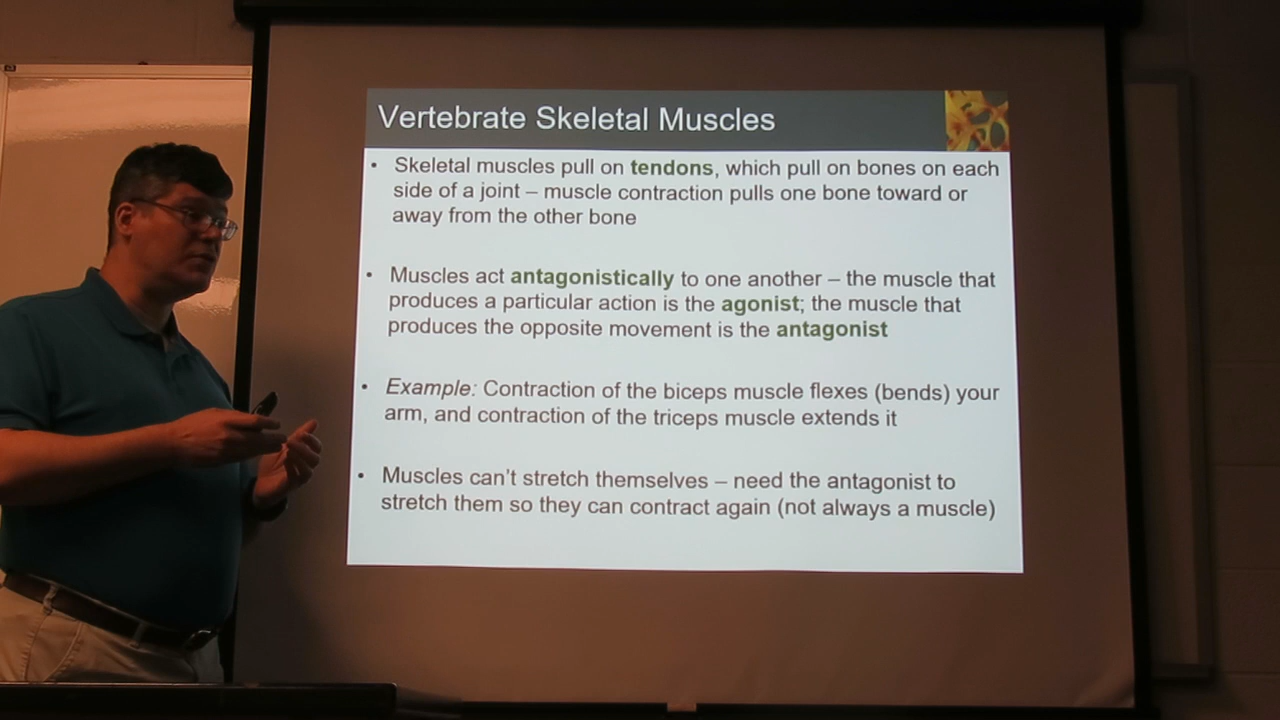 Vertebrate Skeletal Muscles
• Skeletal muscles pull on tendons, which pull on bones on each
side of a joint – muscle contraction pulls one bone toward or
away from the other bone
• Muscles act antagonistically to one another – the muscle that
produces a particular action is the agonist; the muscle that
produces the opposite movement is the antagonist
• Example: Contraction of the biceps muscle flexes (bends) your
arm, and contraction of the triceps muscle extends it
• Muscles can't stretch themselves – need the antagonist to
stretch them so they can contract again (not always a muscle)